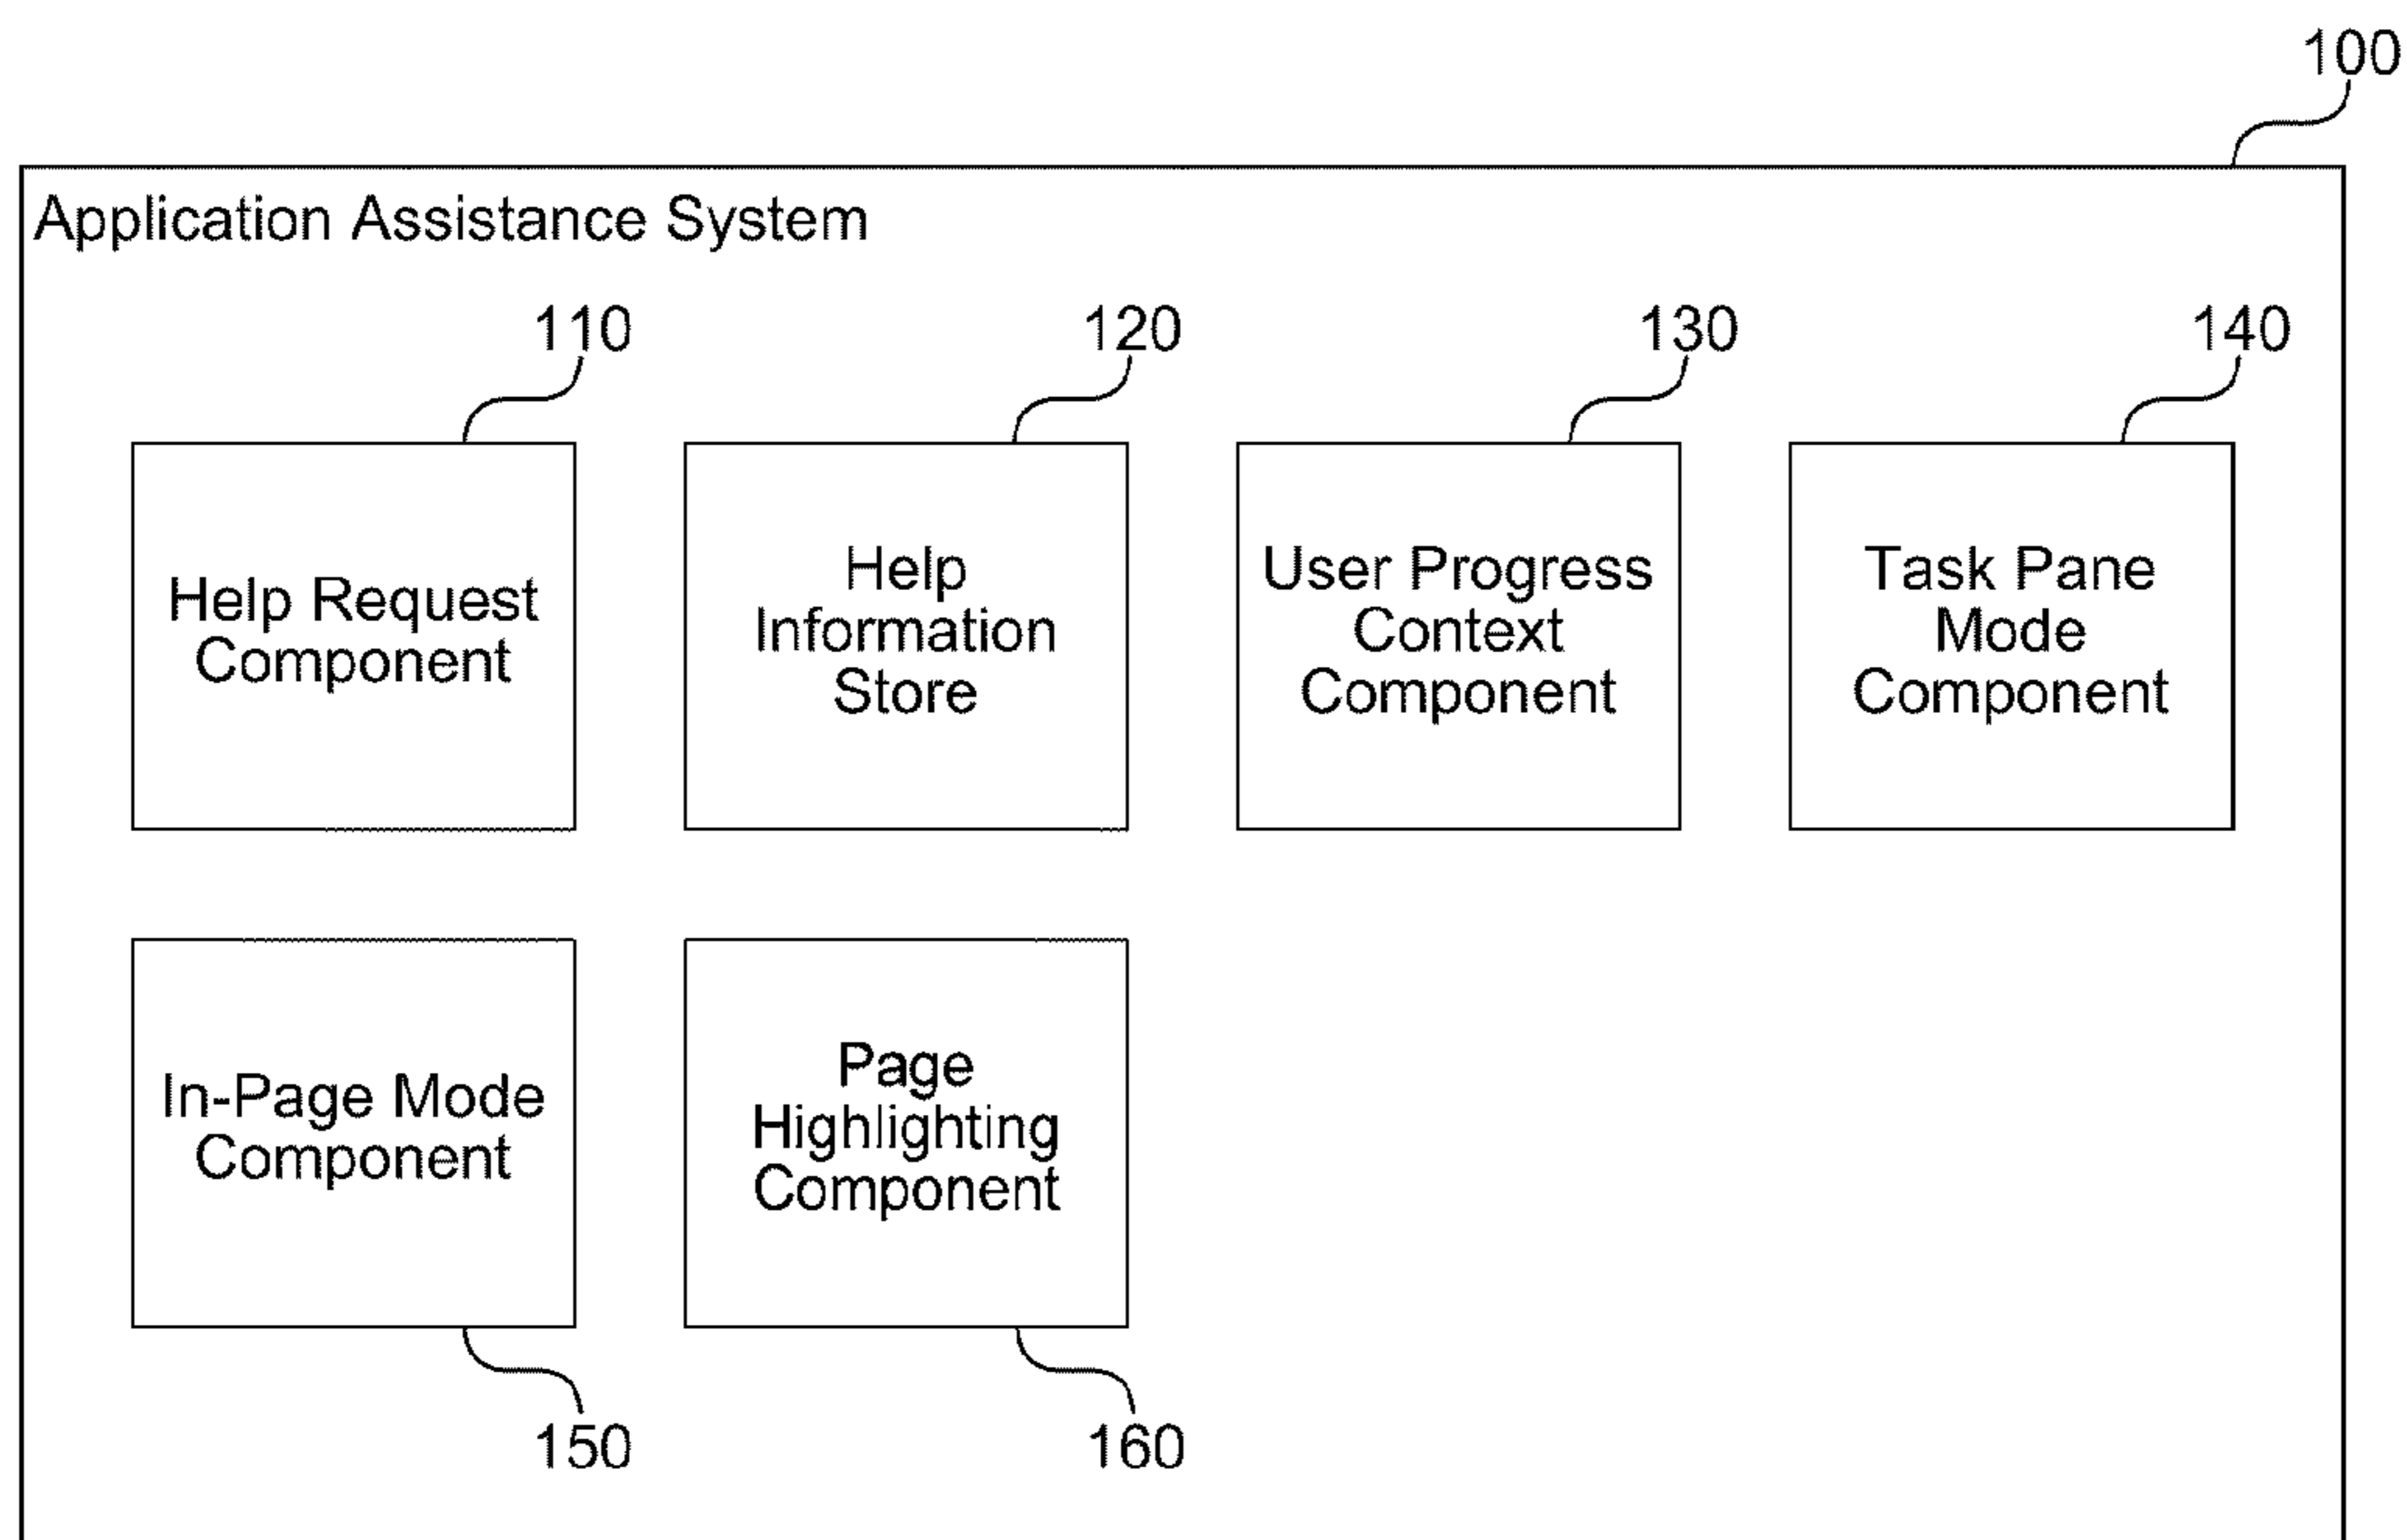 100
Application Assistance System
110
120
130
140
Help Request
Component
Help
Information
Store
User Progress
Context
Component
Task Pane
Mode
Component
In-Page Mode
Component
Page
Highlighting
Component
150
160